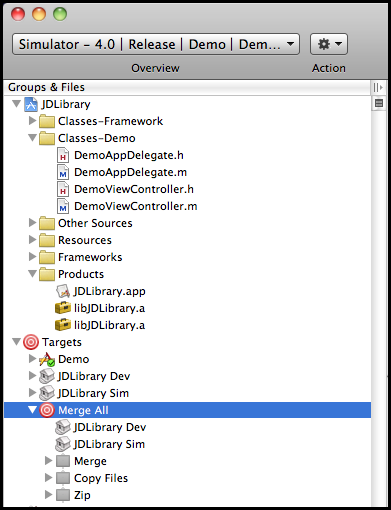 Simulator – 4.0 | Release | Demo | Dem...
Overview
Action
Groups & Files
JDLibrary
Classes-Framework
Classes-Demo
DemoAppDelegate.h
DemoAppDelegate.m
DemoViewController.h
DemoViewController.m
Other Sources
Resources
Frameworks
Products
JDLibrary.app
libJDLibrary.a
libJDLibrary.a
Targets
Demo
JDLibrary Dev
JDLibrary Sim
Merge All
JDLibrary Dev
JDLibrary Sim
Merge
Copy Files
Zip